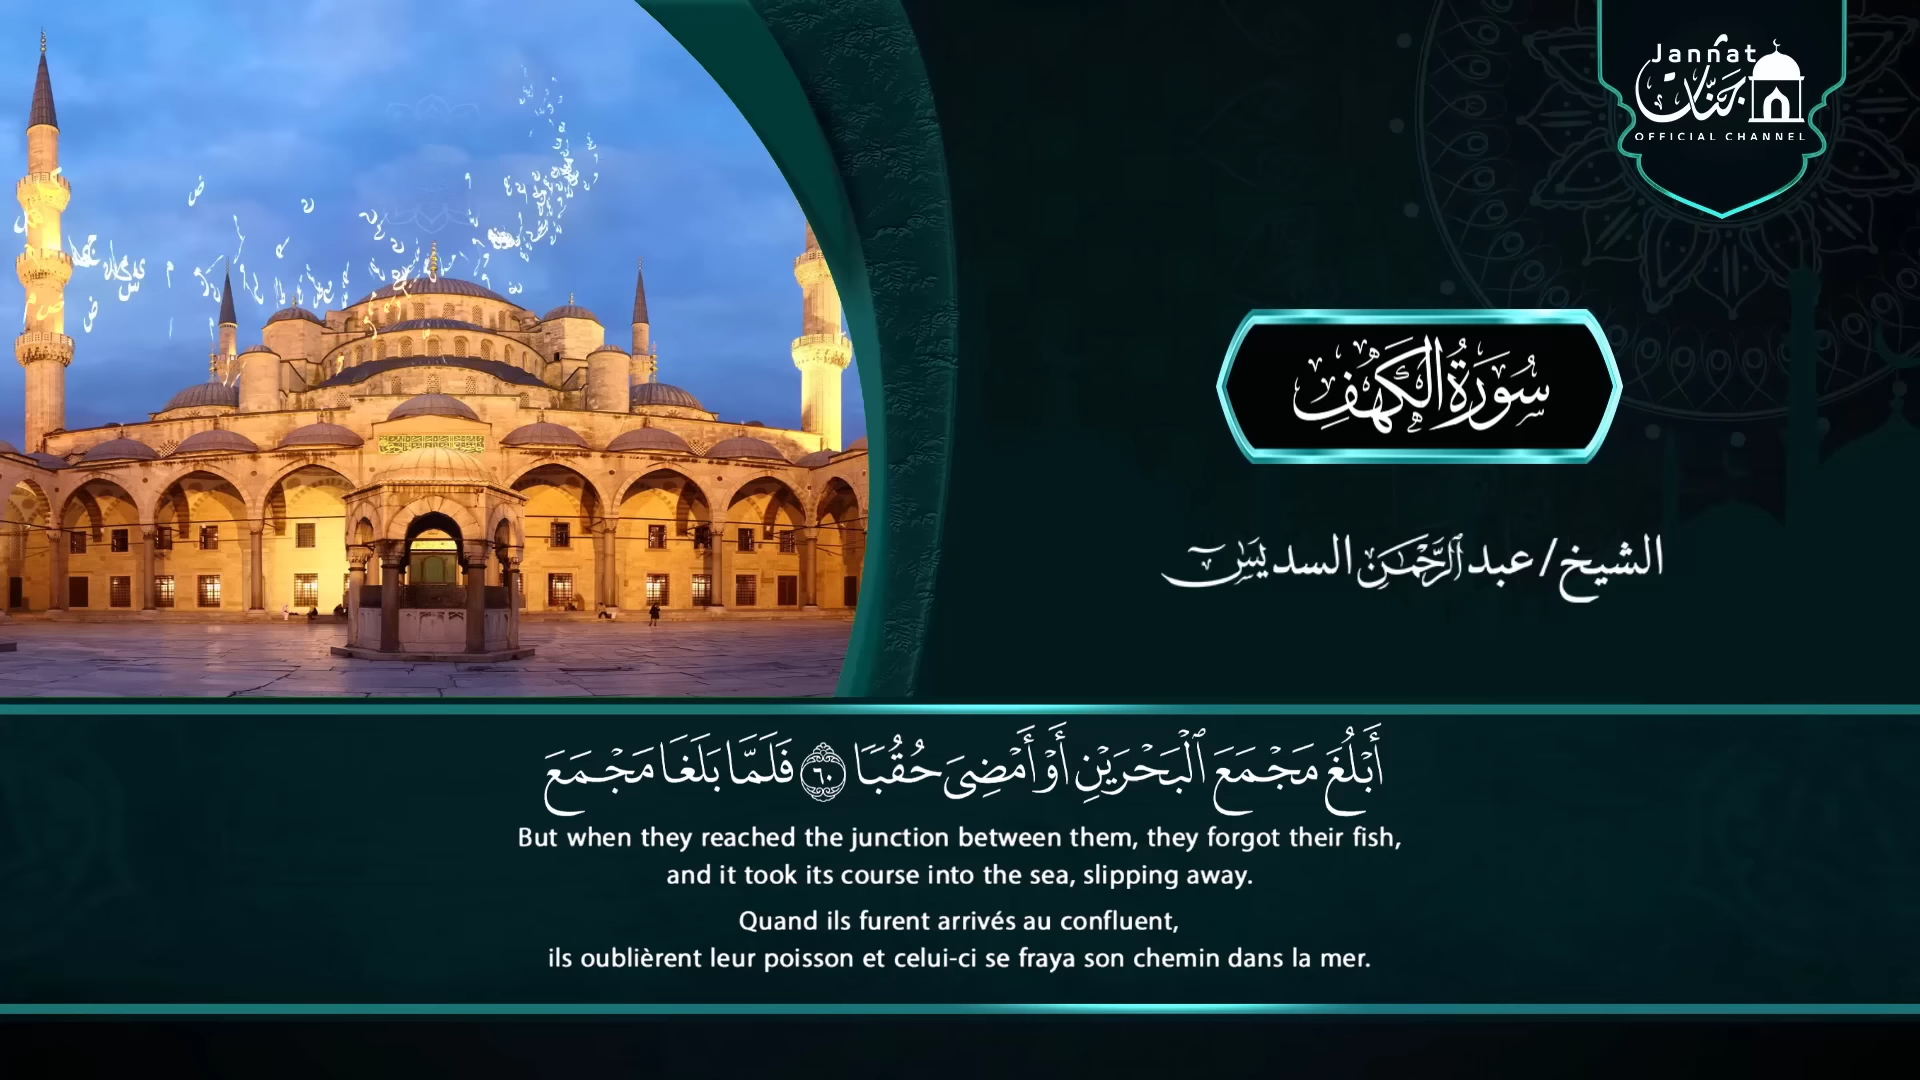 Jannat
جنات
OFFICIAL CHANNEL
سُورَةُ الكَهْفِ
الشيخ/عبد الرَّحْمَٰن السديس
أَبْلُغَ مَجْمَعَ ٱلْبَحْرَيْنِ أَوْ أَمْضِىَ حُقُبًا ٦٠ فَلَمَّا بَلَغَا مَجْمَعَ
But when they reached the junction between them, they forgot their fish,
and it took its course into the sea, slipping away.
Quand ils furent arrivés au confluent,
ils oublièrent leur poisson et celui-ci se fraya son chemin dans la mer.